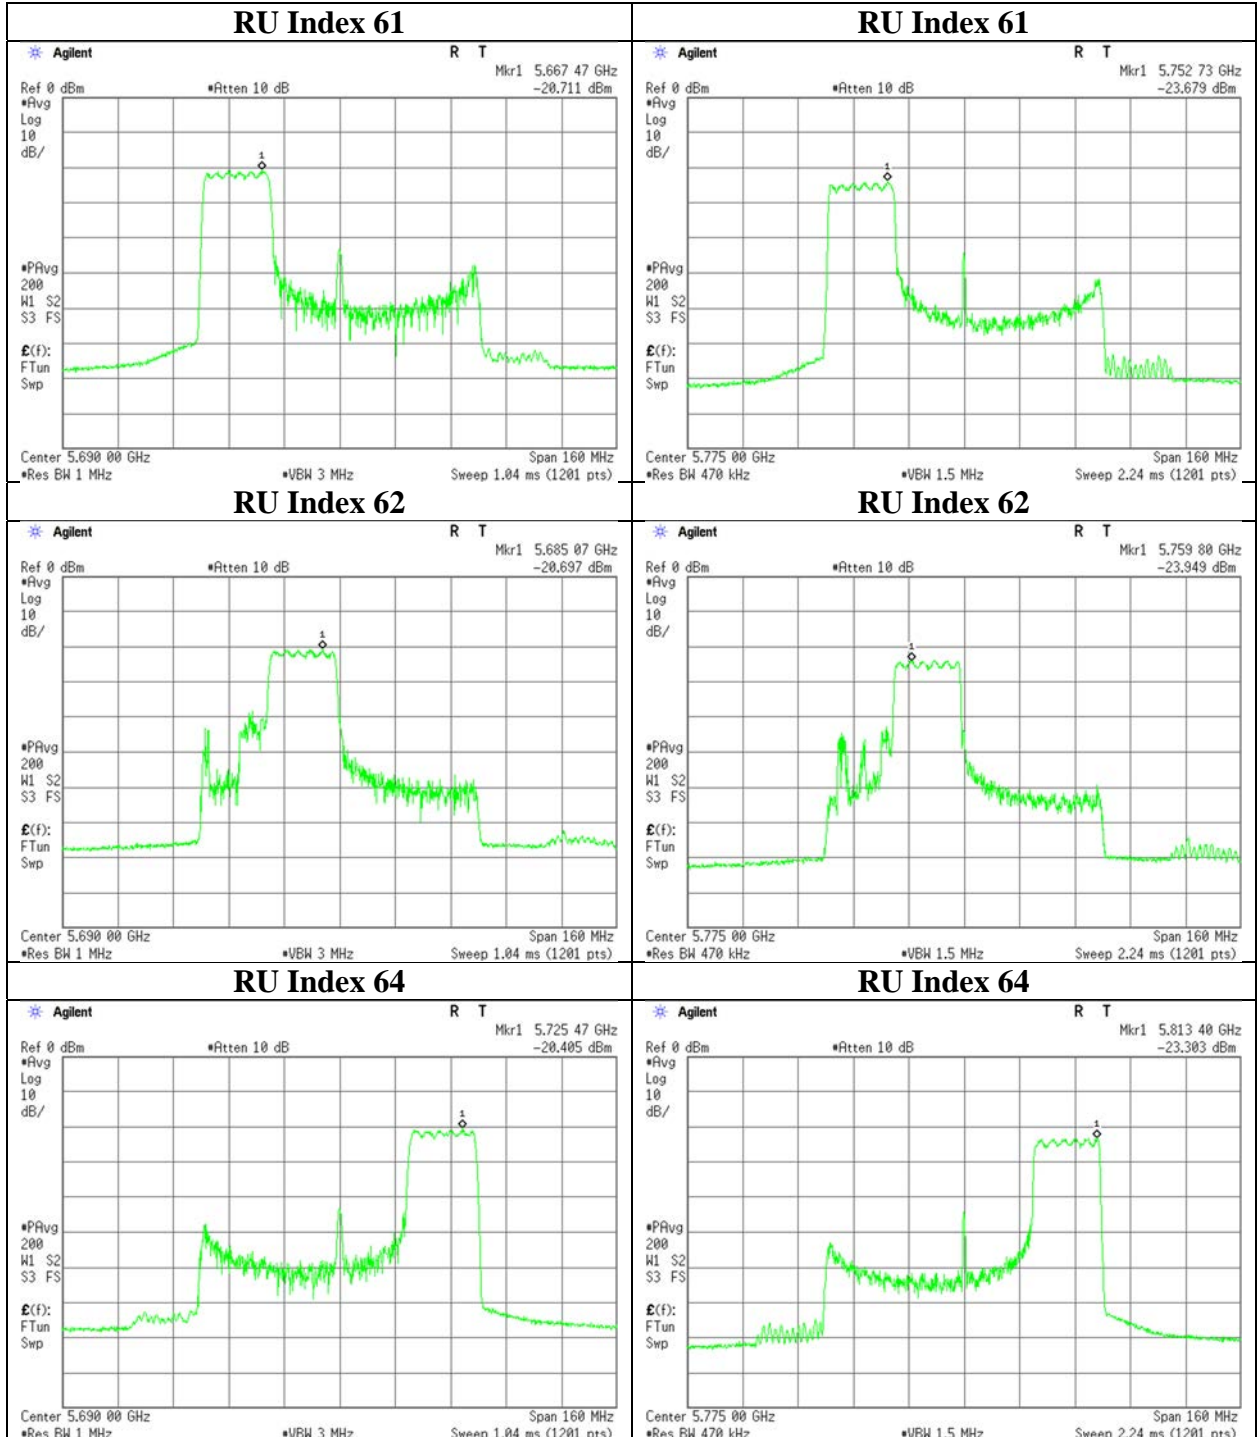 RU Index 61
Agilent
R T
Mkr1 5.667 47 GHz
Ref 0 dBm #Atten 10 dB -20.711 dBm
#Avg
Log
10
dB/
1
#PAvg
200
W1 S2
S3 FS
£(f):
FTun
Swp
Center 5.690 00 GHz Span 160 MHz
#Res BW 1 MHz #VBW 3 MHz Sweep 1.04 ms (1201 pts)
RU Index 61
Agilent
R T
Mkr1 5.752 73 GHz
Ref 0 dBm #Atten 10 dB -23.679 dBm
#Avg
Log
10
dB/
1
#PAvg
200
W1 S2
S3 FS
£(f):
FTun
Swp
Center 5.775 00 GHz Span 160 MHz
#Res BW 470 kHz #VBW 1.5 MHz Sweep 2.24 ms (1201 pts)
RU Index 62
Agilent
R T
Mkr1 5.685 07 GHz
Ref 0 dBm #Atten 10 dB -20.697 dBm
#Avg
Log
10
dB/
1
#PAvg
200
W1 S2
S3 FS
£(f):
FTun
Swp
Center 5.690 00 GHz Span 160 MHz
#Res BW 1 MHz #VBW 3 MHz Sweep 1.04 ms (1201 pts)
RU Index 62
Agilent
R T
Mkr1 5.759 80 GHz
Ref 0 dBm #Atten 10 dB -23.949 dBm
#Avg
Log
10
dB/
1
#PAvg
200
W1 S2
S3 FS
£(f):
FTun
Swp
Center 5.775 00 GHz Span 160 MHz
#Res BW 470 kHz #VBW 1.5 MHz Sweep 2.24 ms (1201 pts)
RU Index 64
Agilent
R T
Mkr1 5.725 47 GHz
Ref 0 dBm #Atten 10 dB -20.405 dBm
#Avg
Log
10
dB/
1
#PAvg
200
W1 S2
S3 FS
£(f):
FTun
Swp
Center 5.690 00 GHz Span 160 MHz
#Res BW 1 MHz #VBW 3 MHz Sweep 1.04 ms (1201 pts)
RU Index 64
Agilent
R T
Mkr1 5.813 40 GHz
Ref 0 dBm #Atten 10 dB -23.303 dBm
#Avg
Log
10
dB/
1
#PAvg
200
W1 S2
S3 FS
£(f):
FTun
Swp
Center 5.775 00 GHz Span 160 MHz
#Res BW 470 kHz #VBW 1.5 MHz Sweep 2.24 ms (1201 pts)